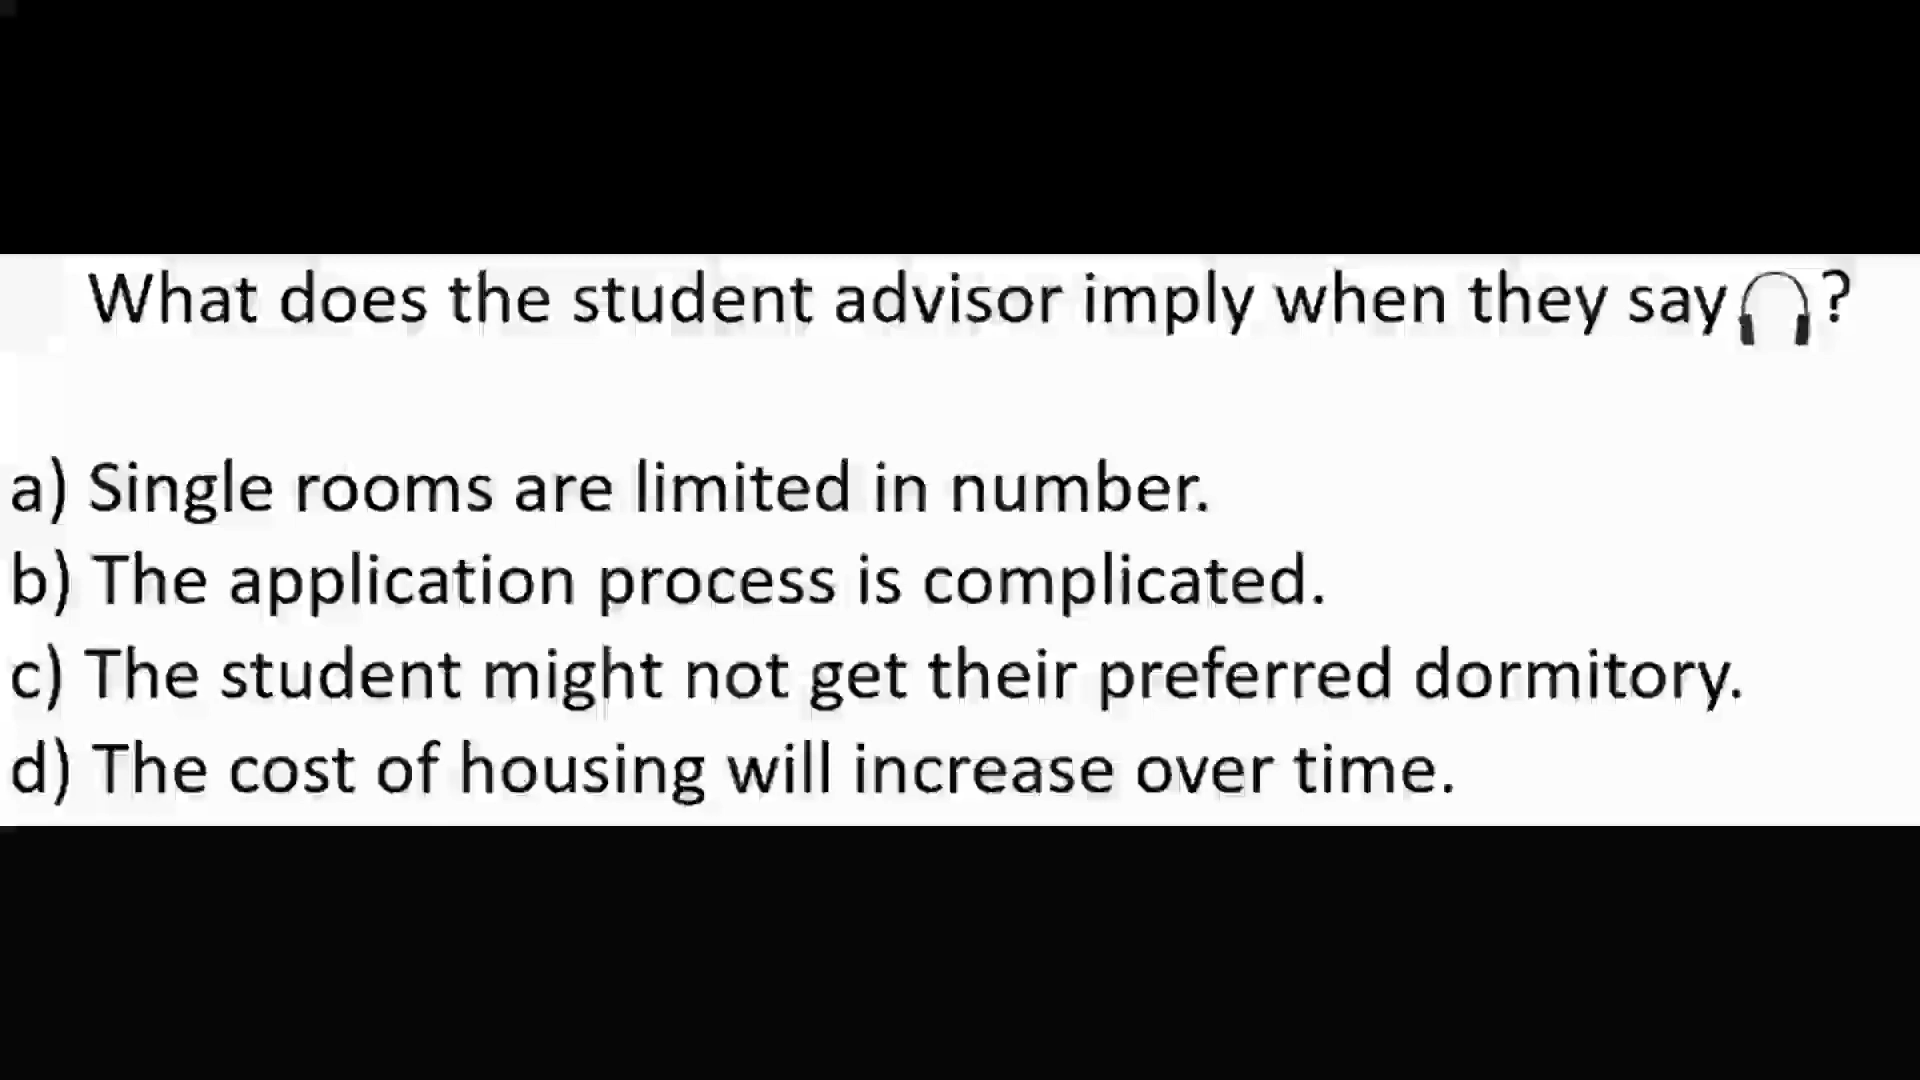 What does the student advisor imply when they say🎧?
a) Single rooms are limited in number.
b) The application process is complicated.
c) The student might not get their preferred dormitory.
d) The cost of housing will increase over time.